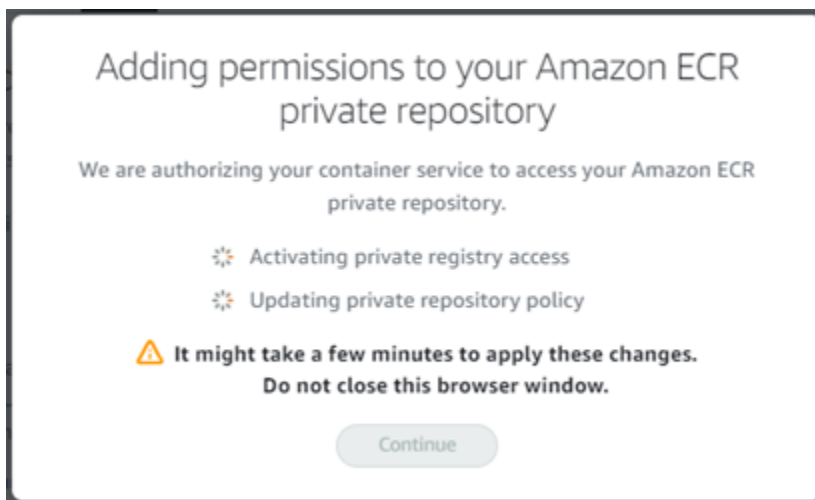 Adding permissions to your Amazon ECR
private repository
We are authorizing your container service to access your Amazon ECR
private repository.
Activating private registry access
Updating private repository policy
It might take a few minutes to apply these changes.
Do not close this browser window.
Continue